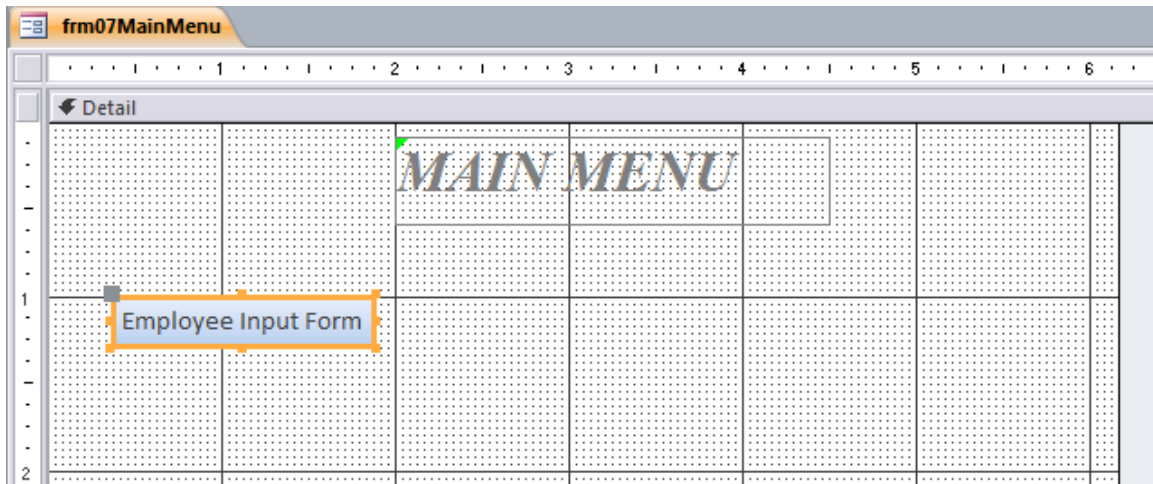 frm07MainMenu
1 2 3 4 5 6
Detail
MAIN MENU
1
Employee Input Form
2